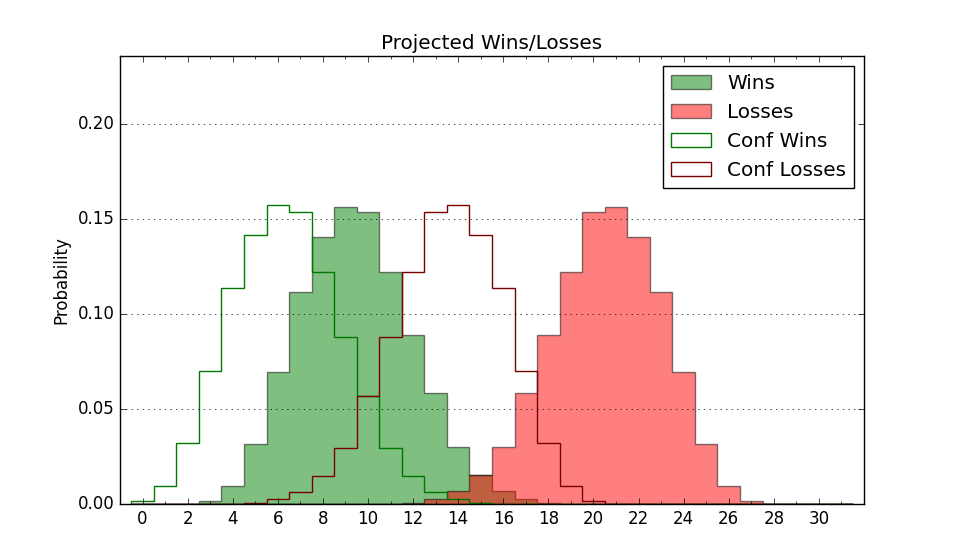 Projected Wins/Losses
Wins
Losses
Conf Wins
Conf Losses
Probability
0.20
0.15
0.10
0.05
0.00
0 2 4 6 8 10 12 14 16 18 20 22 24 26 28 30